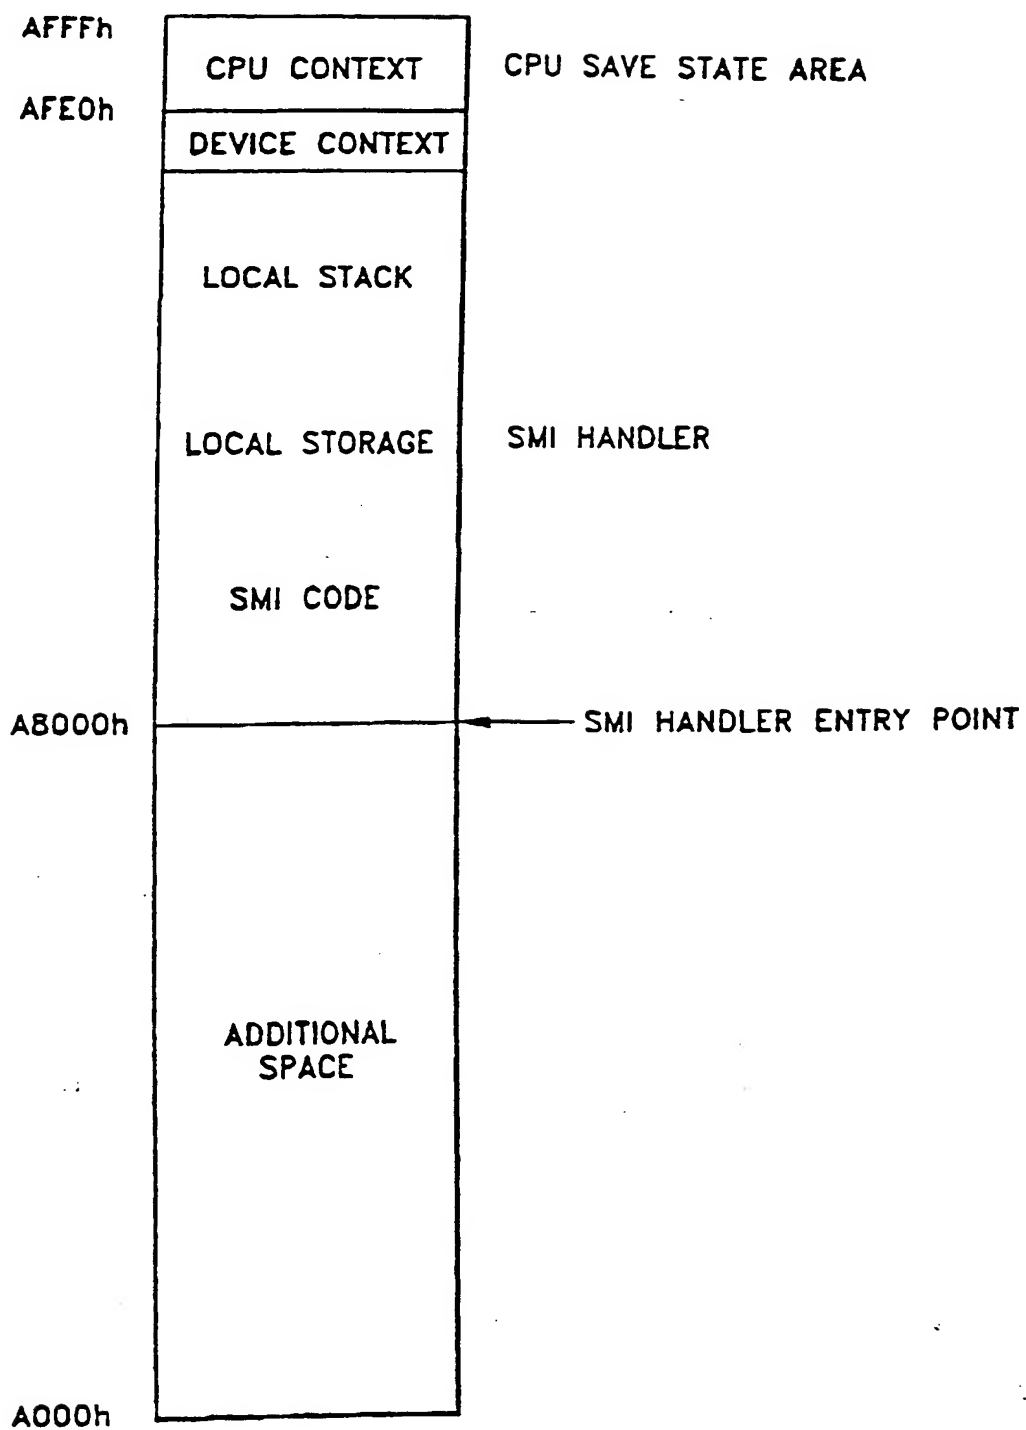 AFFFh
CPU CONTEXT
CPU SAVE STATE AREA
AFE0h
DEVICE CONTEXT
LOCAL STACK
LOCAL STORAGE
SMI HANDLER
SMI CODE
A8000h
SMI HANDLER ENTRY POINT
ADDITIONAL
SPACE
A000h